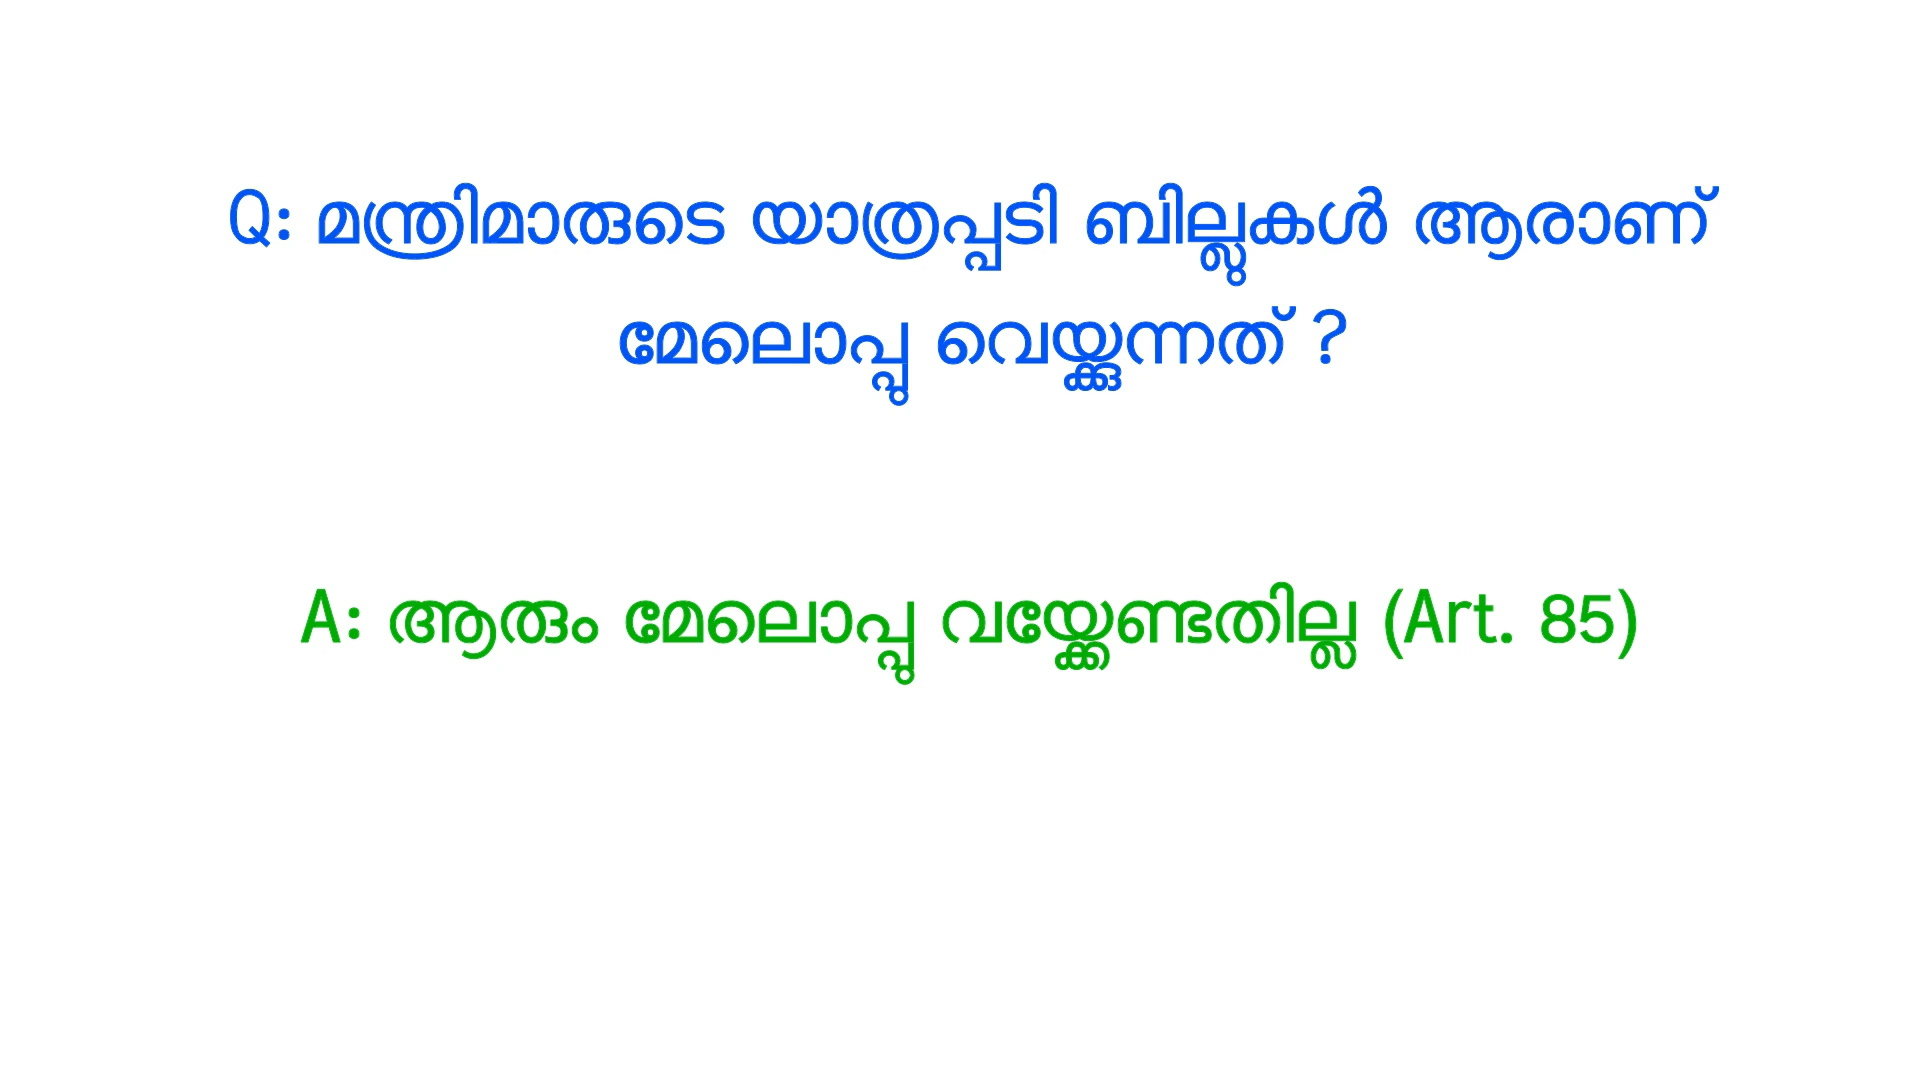 Q: മന്ത്രിമാരുടെ യാത്രപ്പടി ബില്ലുകൾ ആരാണ്
മേലൊപ്പു വെയ്ക്കുന്നത് ?
A: ആരും മേലൊപ്പു വയ്ക്കേണ്ടതില്ല (Art. 85)